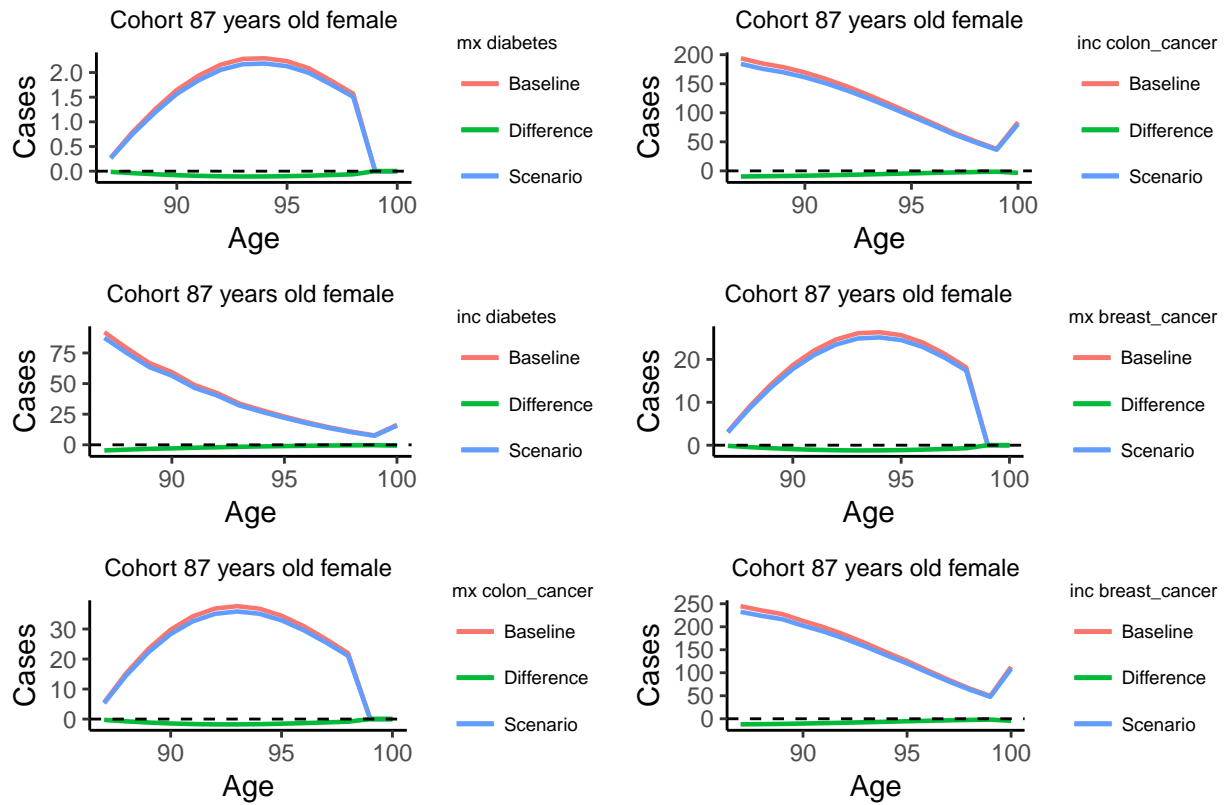 Cohort 87 years old female
mx diabetes
Baseline
Difference
Scenario
Cases
2.0
1.5
1.0
0.5
0.0
90 95 100
Age
Cohort 87 years old female
inc colon_cancer
Baseline
Difference
Scenario
Cases
200
150
100
50
0
90 95 100
Age
Cohort 87 years old female
inc diabetes
Baseline
Difference
Scenario
Cases
75
50
25
0
90 95 100
Age
Cohort 87 years old female
mx breast_cancer
Baseline
Difference
Scenario
Cases
20
10
0
90 95 100
Age
Cohort 87 years old female
mx colon_cancer
Baseline
Difference
Scenario
Cases
30
20
10
0
90 95 100
Age
Cohort 87 years old female
inc breast_cancer
Baseline
Difference
Scenario
Cases
250
200
150
100
50
0
90 95 100
Age